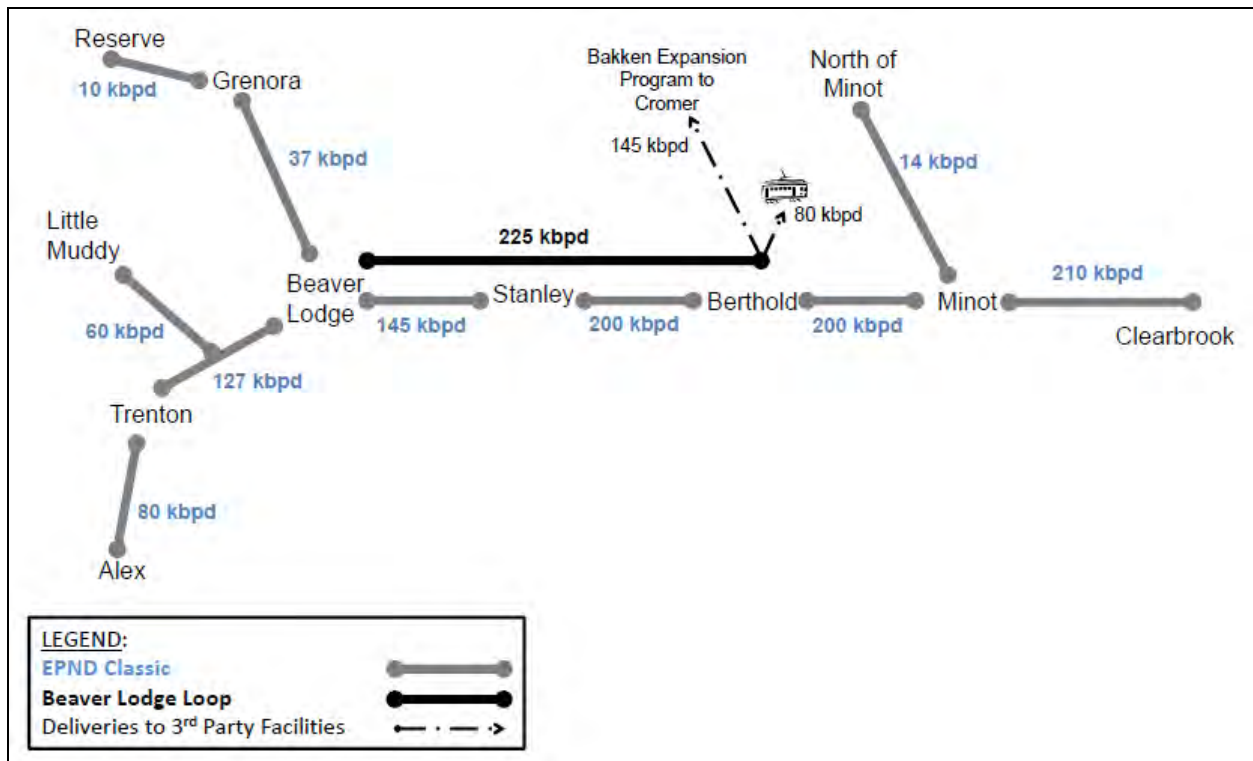 Reserve
10 kbpd
Grenora
37 kbpd
Bakken Expansion
Program to
Cromer
145 kbpd
80 kbpd
North of
Minot
14 kbpd
Little
Muddy
60 kbpd
127 kbpd
Trenton
80 kbpd
Alex
Beaver
Lodge
225 kbpd
145 kbpd
Stanley
200 kbpd
Berthold
200 kbpd
Minot
210 kbpd
Clearbrook
LEGEND:
EPND Classic
Beaver Lodge Loop
Deliveries to 3rd Party Facilities